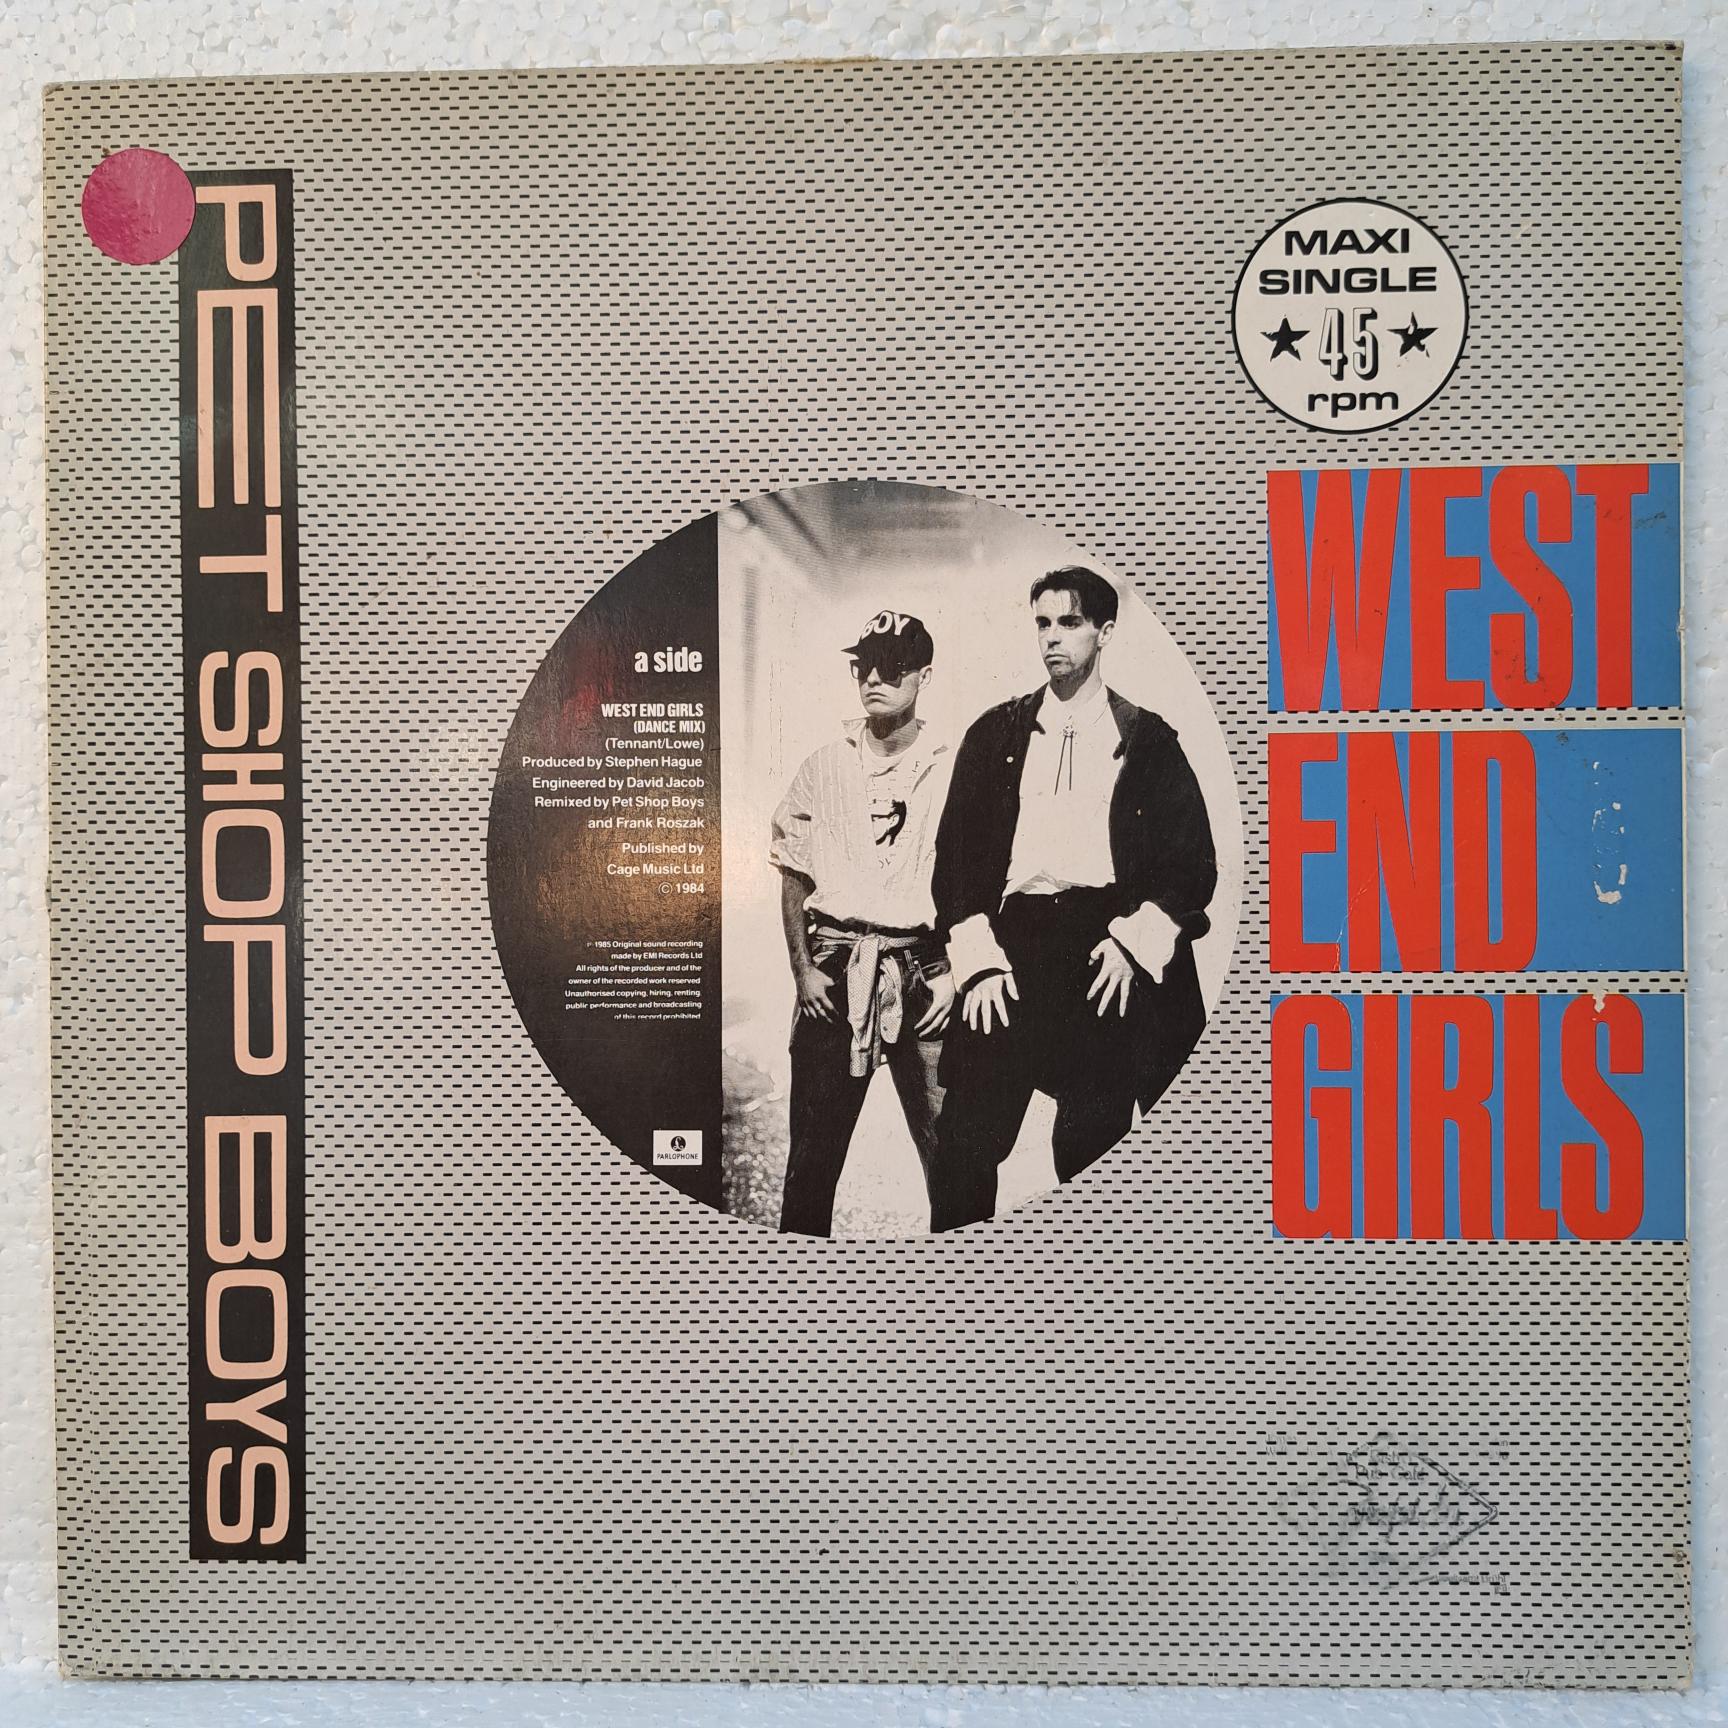 PET SHOP BOYS
MAXI
SINGLE
★ 45 ★
rpm
WEST
END
GIRLS
BOY
a side
WEST END GIRLS
(DANCE MIX)
(Tennant/Lowe)
Produced by Stephen Hague
Engineered by David Jacob
Remixed by Pet Shop Boys
and Frank Roszak
Published by
Cage Music Ltd
© 1984
℗ 1985 Original sound recording
made by EMI Records Ltd
All rights of the producer and of the
owner of the recorded work reserved
Unauthorised copying, hiring, renting,
public performance and broadcasting
of this record prohibited
PARLOPHONE